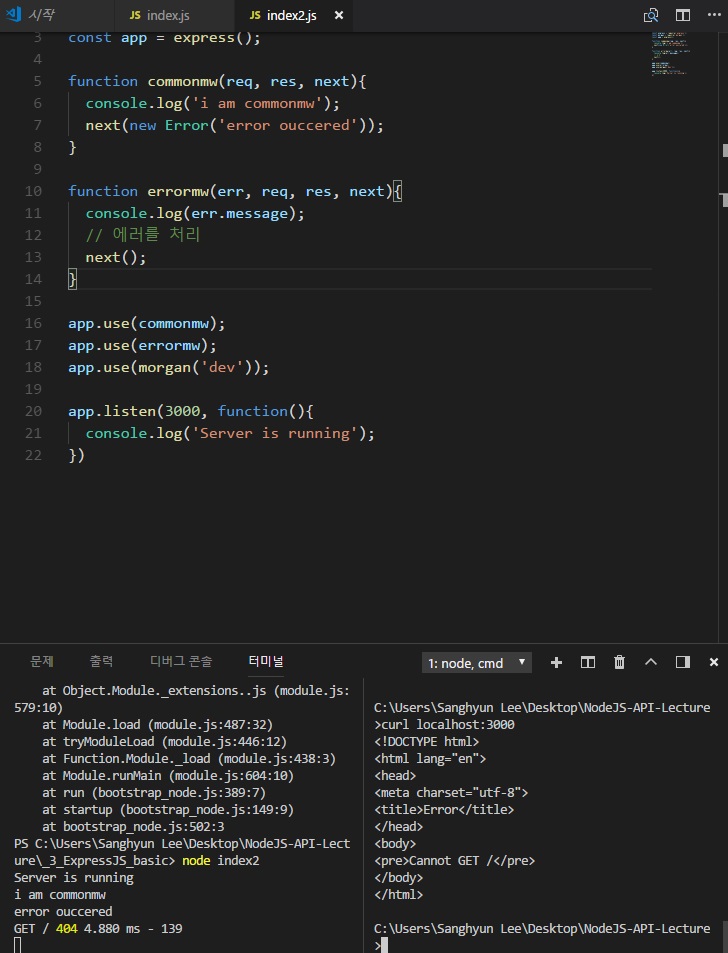 시작
JS index.js
JS index2.js ×
3 const app = express();
4
5 function commonmw(req, res, next){
6 console.log('i am commonmw');
7 next(new Error('error ouccered'));
8 }
9
10 function errormw(err, req, res, next){
11 console.log(err.message);
12 // 에러를 처리
13 next();
14 }
15
16 app.use(commonmw);
17 app.use(errormw);
18 app.use(morgan('dev'));
19
20 app.listen(3000, function(){
21 console.log('Server is running');
22 })
문제 출력 디버그 콘솔 터미널
1: node, cmd
at Object.Module._extensions..js (module.js:
579:10)
at Module.load (module.js:487:32)
at tryModuleLoad (module.js:446:12)
at Function.Module._load (module.js:438:3)
at Module.runMain (module.js:604:10)
at run (bootstrap_node.js:389:7)
at startup (bootstrap_node.js:149:9)
at bootstrap_node.js:502:3
PS C:\Users\Sanghyun Lee\Desktop\NodeJS-API-Lect
ure\_3_ExpressJS_basic> node index2
Server is running
i am commonmw
error ouccered
GET / 404 4.880 ms - 139
C:\Users\Sanghyun Lee\Desktop\NodeJS-API-Lecture
>curl localhost:3000
<!DOCTYPE html>
<html lang="en">
<head>
<meta charset="utf-8">
<title>Error</title>
</head>
<body>
<pre>Cannot GET /</pre>
</body>
</html>
C:\Users\Sanghyun Lee\Desktop\NodeJS-API-Lecture
>